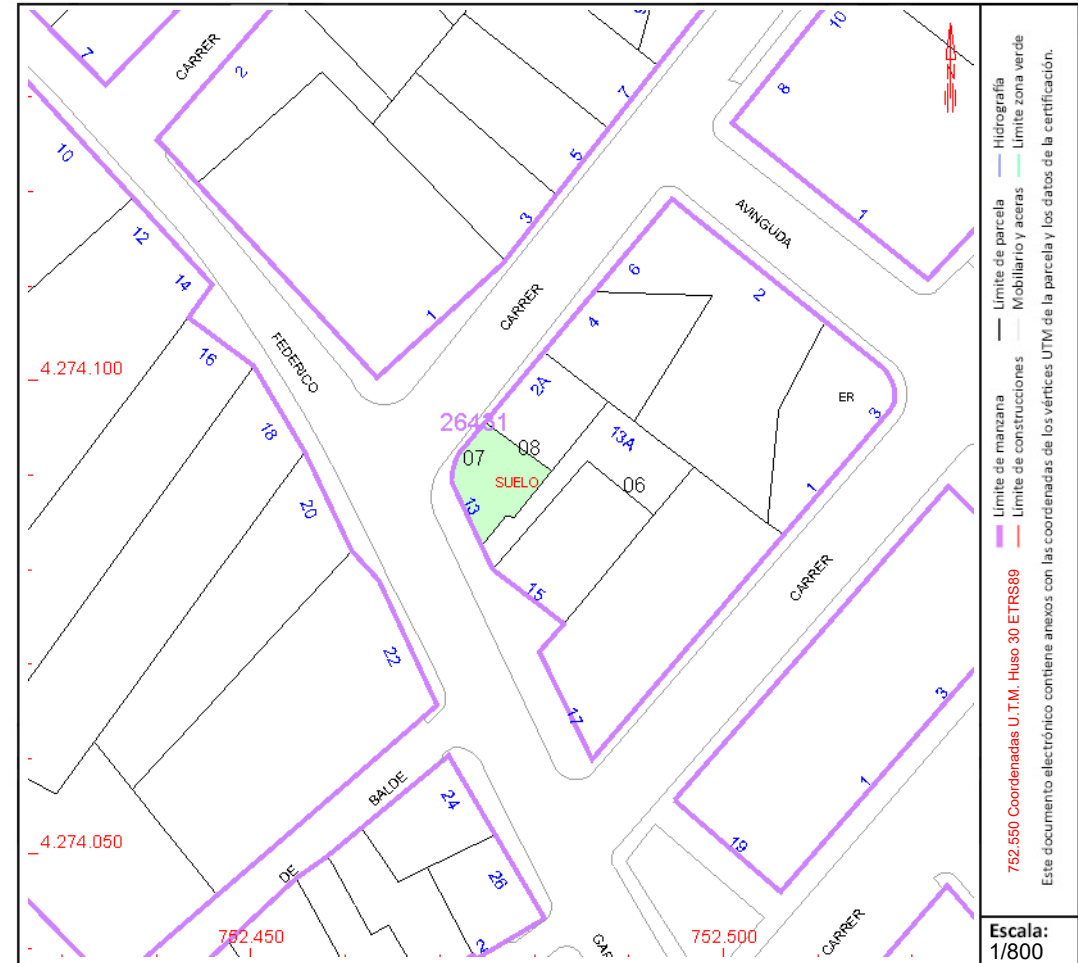 7
CARRER
2
10
12
14
16
18
20
22
FEDERICO
1
3
5
7
CARRER
8
10
1
AVINGUDA
6
4
2A
2
ER
3
1
13A
26431
07
08
SUELO
06
13
15
17
CARRER
4.274.100
4.274.050
752.450
752.500
BALDE
DE
24
26
19
1
3
CARRER
752.550 Coordenadas U.T.M. Huso 30 ETRS89
Límite de manzana
Límite de parcela
Hidrografía
Límite de construcciones
Mobiliario y aceras
Límite zona verde
Este documento electrónico contiene anexos con las coordenadas de los vértices UTM de la parcela y los datos de la certificación.
Escala:
1/800